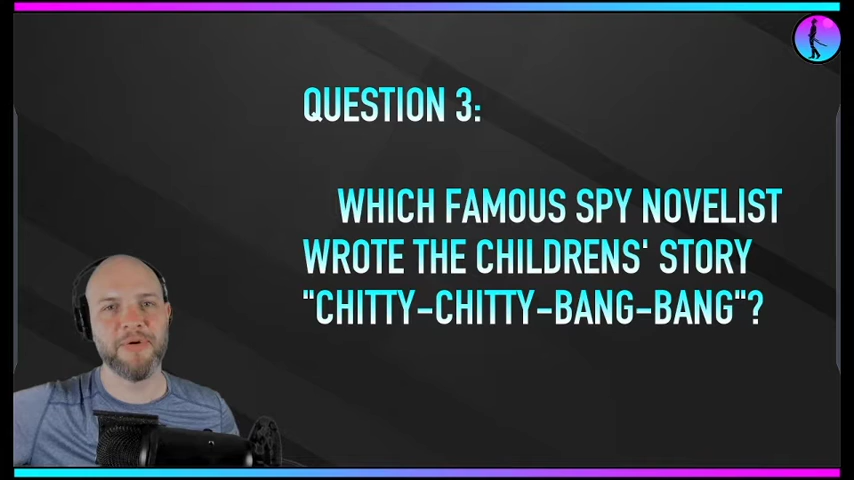 QUESTION 3:
WHICH FAMOUS SPY NOVELIST
WROTE THE CHILDRENS' STORY
"CHITTY-CHITTY-BANG-BANG"?